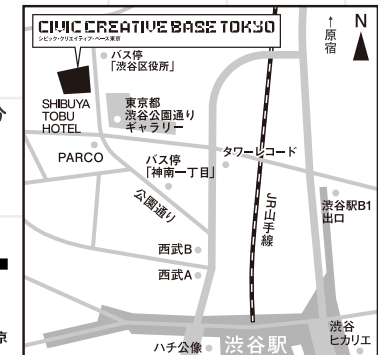 CIVIC CREATIVE BASE TOKYO
シビック・クリエイティブ・ベース東京
↑原宿
N
バス停
「渋谷区役所」
分
SHIBUYA
TOBU
HOTEL
東京都
渋谷公園通り
ギャラリー
PARCO
バス停
「神南一丁目」
タワーレコード
公園通り
JR山手線
渋谷駅B1
出口
西武B
西武A
京
ハチ公像
渋谷駅
渋谷
ヒカリエ